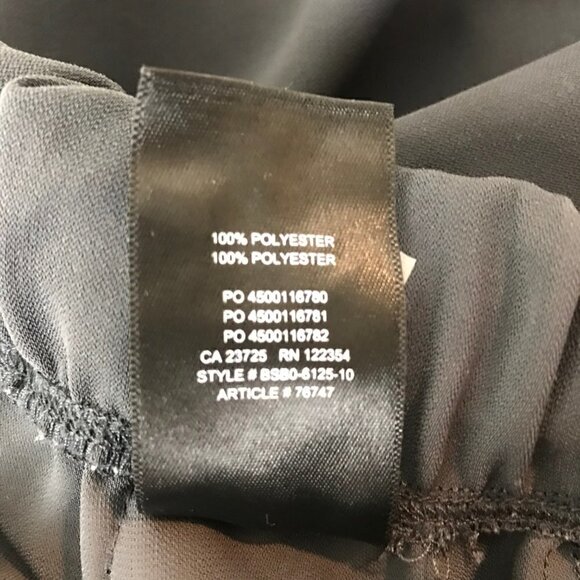 100% POLYESTER
100% POLYESTER
PO 4500116780
PO 4500116781
PO 4500116782
CA 23725 RN 122354
STYLE # BSB0-6125-10
ARTICLE # 76747